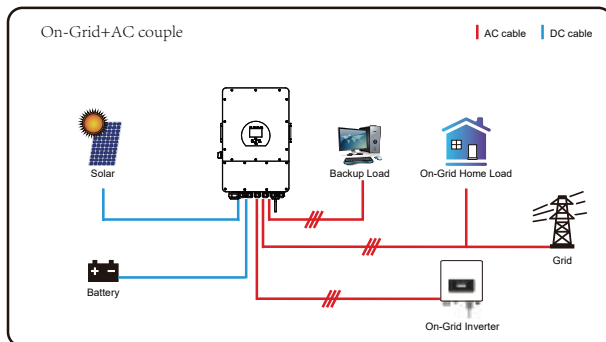 On-Grid+AC couple
AC cable
DC cable
Solar
Backup Load
On-Grid Home Load
Grid
Battery
On-Grid Inverter